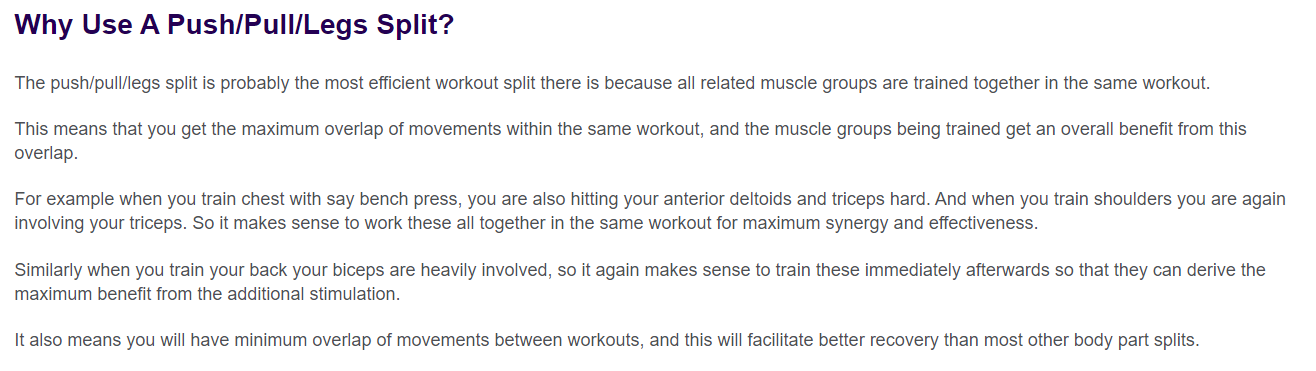 Why Use A Push/Pull/Legs Split?
The push/pull/legs split is probably the most efficient workout split there is because all related muscle groups are trained together in the same workout.
This means that you get the maximum overlap of movements within the same workout, and the muscle groups being trained get an overall benefit from this
overlap.
For example when you train chest with say bench press, you are also hitting your anterior deltoids and triceps hard. And when you train shoulders you are again
involving your triceps. So it makes sense to work these all together in the same workout for maximum synergy and effectiveness.
Similarly when you train your back your biceps are heavily involved, so it again makes sense to train these immediately afterwards so that they can derive the
maximum benefit from the additional stimulation.
It also means you will have minimum overlap of movements between workouts, and this will facilitate better recovery than most other body part splits.